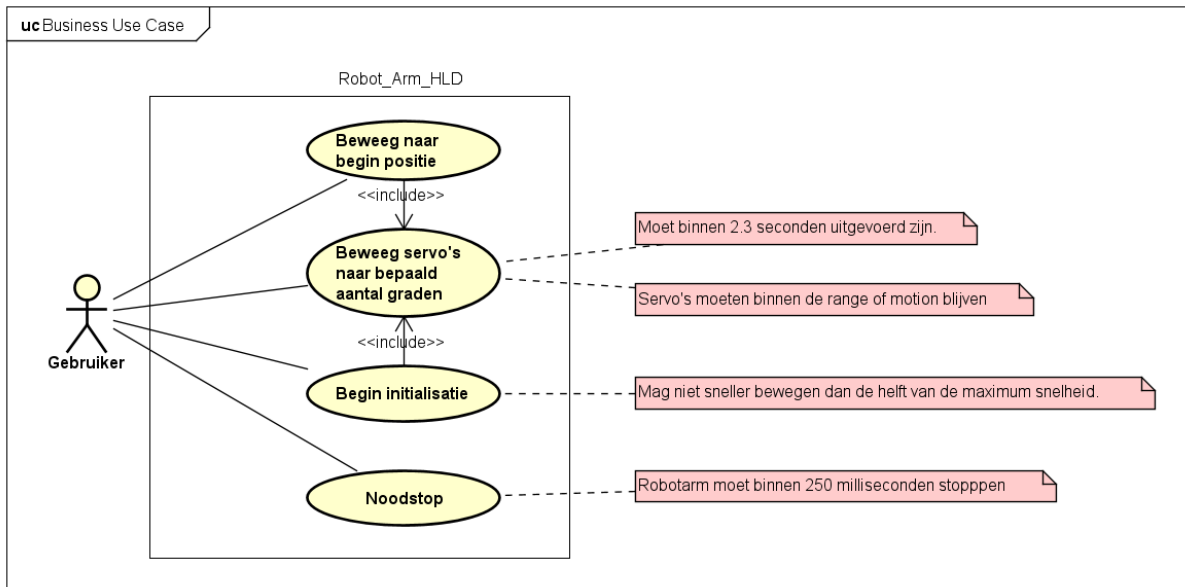 uc Business Use Case
Robot_Arm_HLD
Beweeg naar
begin positie
<<include>>
Moet binnen 2.3 seconden uitgevoerd zijn.
Beweeg servo's
naar bepaald
aantal graden
Servo's moeten binnen de range of motion blijven
Gebruiker
<<include>>
Begin initialisatie
Mag niet sneller bewegen dan de helft van de maximum snelheid.
Noodstop
Robotarm moet binnen 250 milliseconden stopppen